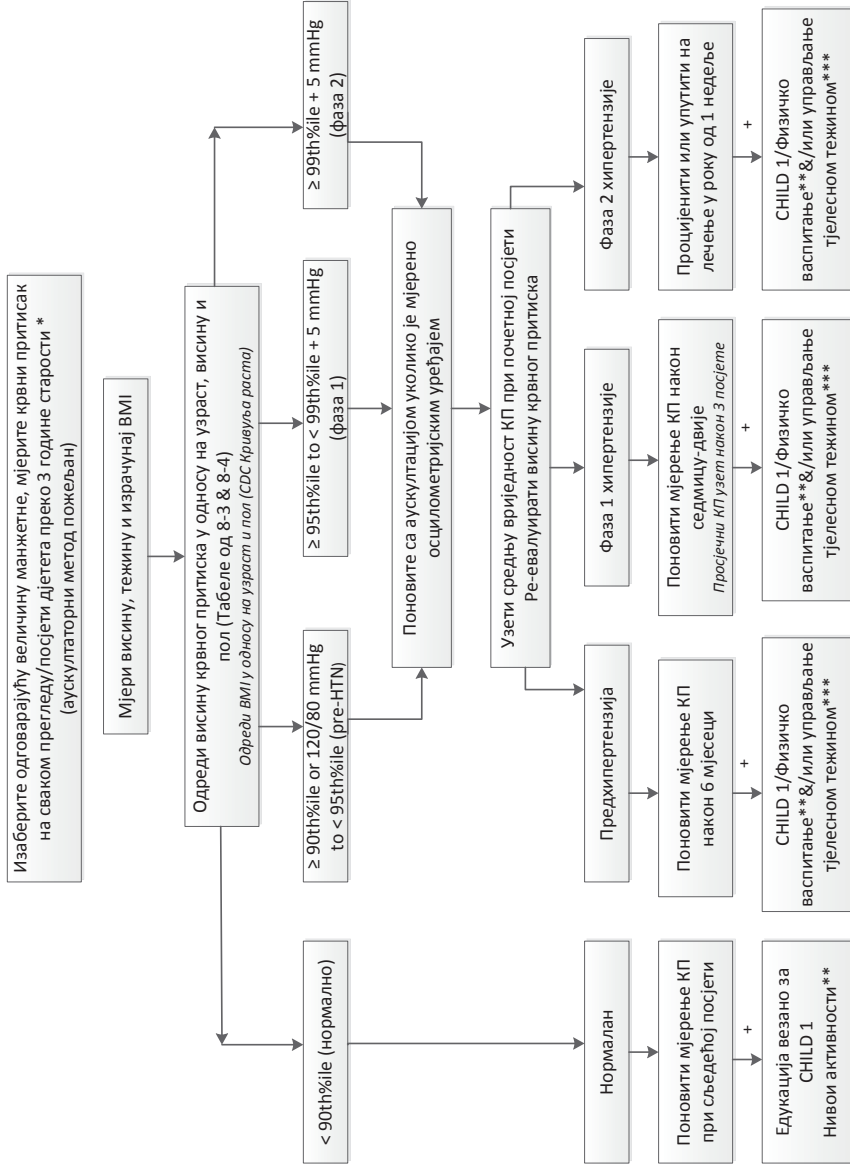 Изаберите одговарајућу величину манжетне, мјерите крвни притисак
на сваком прегледу/посјети дјетета преко 3 године старости *
(аускултаторни метод пожељан)
Мјери висину, тежину и израчунај BMI
Одреди висину крвног притиска у односу на узраст, висину и
пол (Табеле од 8-3 & 8-4)
Одреди BMI у односу на узраст и пол (CDC Кривуља раста)
< 90th%ile (нормално)
≥ 90th%ile or 120/80 mmHg
to < 95th%ile (pre-HTN)
≥ 95th%ile to < 99th%ile + 5 mmHg
(фаза 1)
≥ 99th%ile + 5 mmHg
(фаза 2)
Поновите са аускултацијом уколико је мјерено
осцилометријским уређајем
Узети средњу вриједност КП при почетној посјети
Ре-евалуирати висину крвног притиска
Нормалан
Предхипертензија
Фаза 1 хипертензије
Фаза 2 хипертензије
Поновити мјерење КП
при сљедећој посјети
Поновити мјерење КП
након 6 мјесеци
Поновити мјерење КП након
седмицу-двије
Просјечни КП узет након 3 посјете
Процијенити или упутити на
лечење у року од 1 недеље
+
+
+
+
Едукација везано за
CHILD 1
Нивои активности**
CHILD 1/Физичко
васпитање**&/или управљање
тјелесном тежином***
CHILD 1/Физичко
васпитање**&/или управљање
тјелесном тежином***
CHILD 1/Физичко
васпитање**&/или управљање
тјелесном тежином***